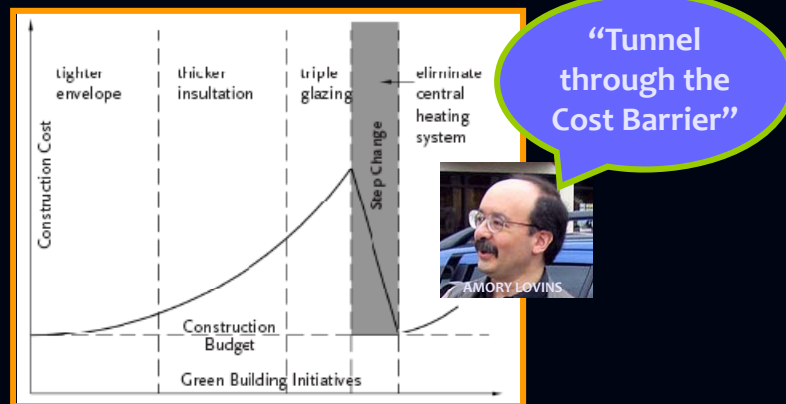 “Tunnel
through the
Cost Barrier”
tighter
envelope
thicker
insultation
triple
glazing
eliminate
central
heating
system
Step Change
Construction Cost
AMORY LOVINS
Construction
Budget
Green Building Initiatives